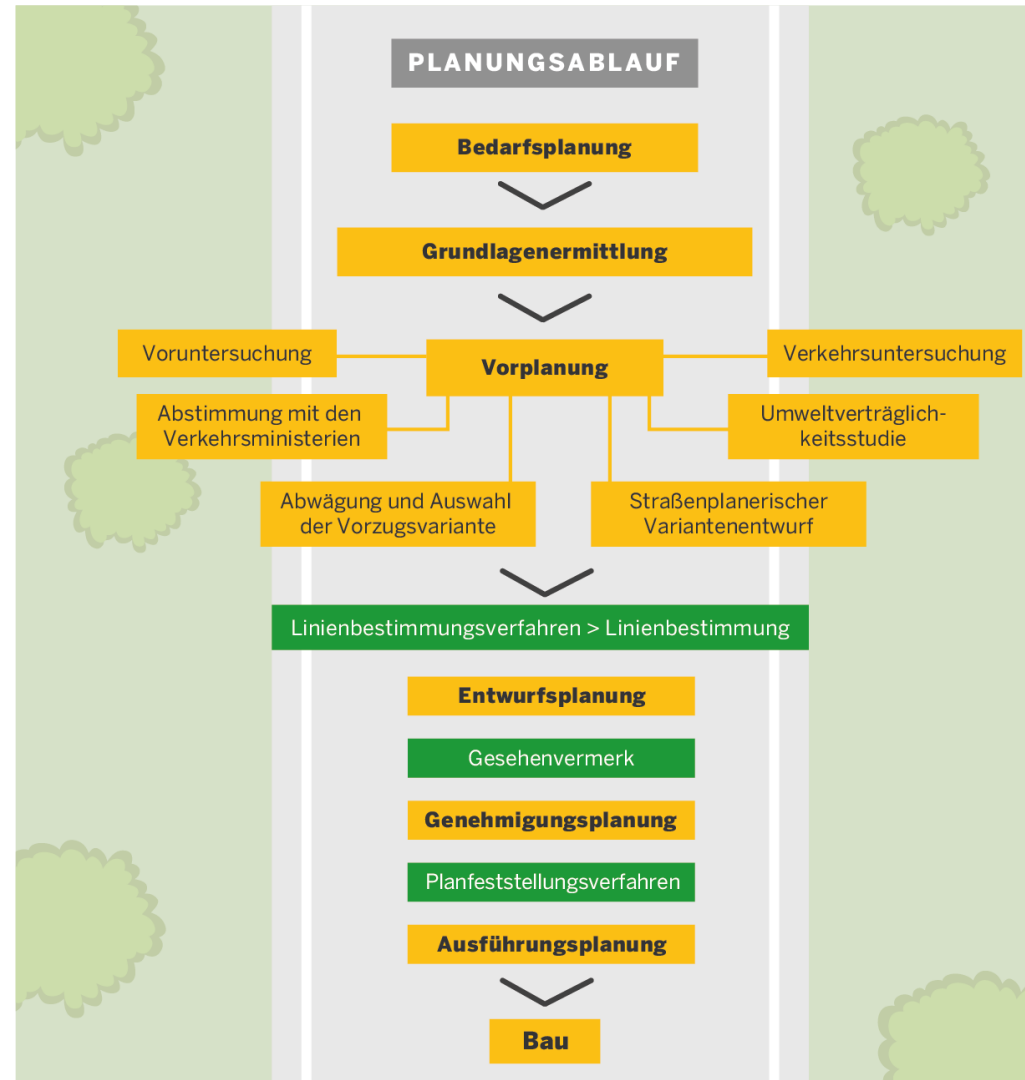 PLANUNGSABLAUF
Bedarfsplanung
Grundlagenermittlung
Voruntersuchung
Vorplanung
Verkehrsuntersuchung
Abstimmung mit den
Verkehrsministerien
Umweltverträglich-
keitsstudie
Abwägung und Auswahl
der Vorzugsvariante
Straßenplanerischer
Variantenentwurf
Linienbestimmungsverfahren > Linienbestimmung
Entwurfsplanung
Gesehenvermerk
Genehmigungsplanung
Planfeststellungsverfahren
Ausführungsplanung
Bau